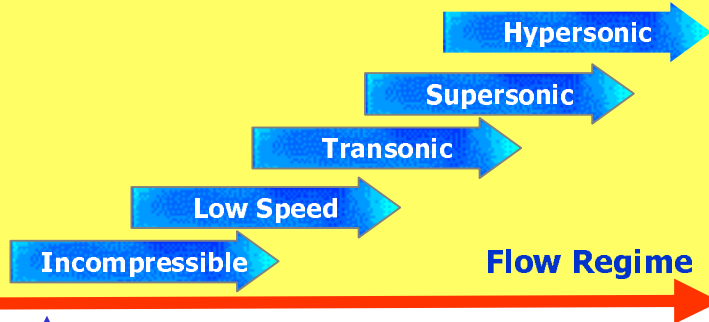 Hypersonic
Supersonic
Transonic
Low Speed
Incompressible
Flow Regime